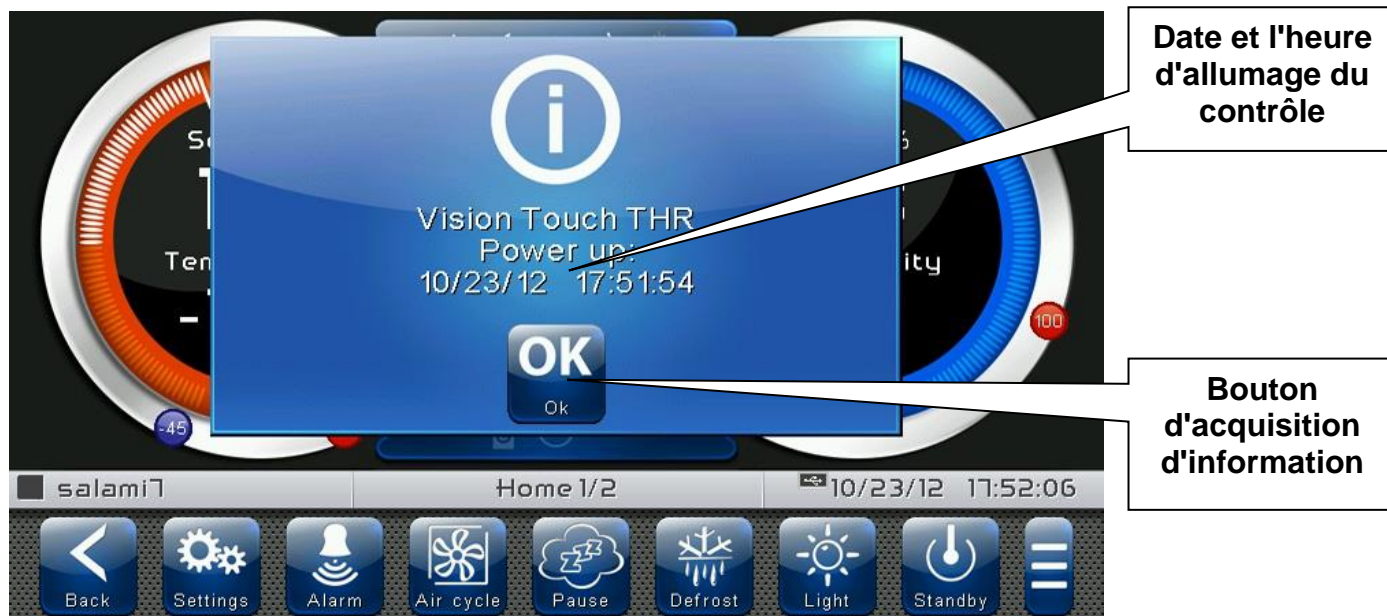 Date et l'heure
d'allumage du
contrôle
Vision Touch THR
Power up:
10/23/12 17:51:54
OK
Ok
Bouton
d'acquisition
d'information
-45
100
salami7
Home 1/2
10/23/12 17:52:06
Back
Settings
Alarm
Air cycle
Pause
Defrost
Light
Standby